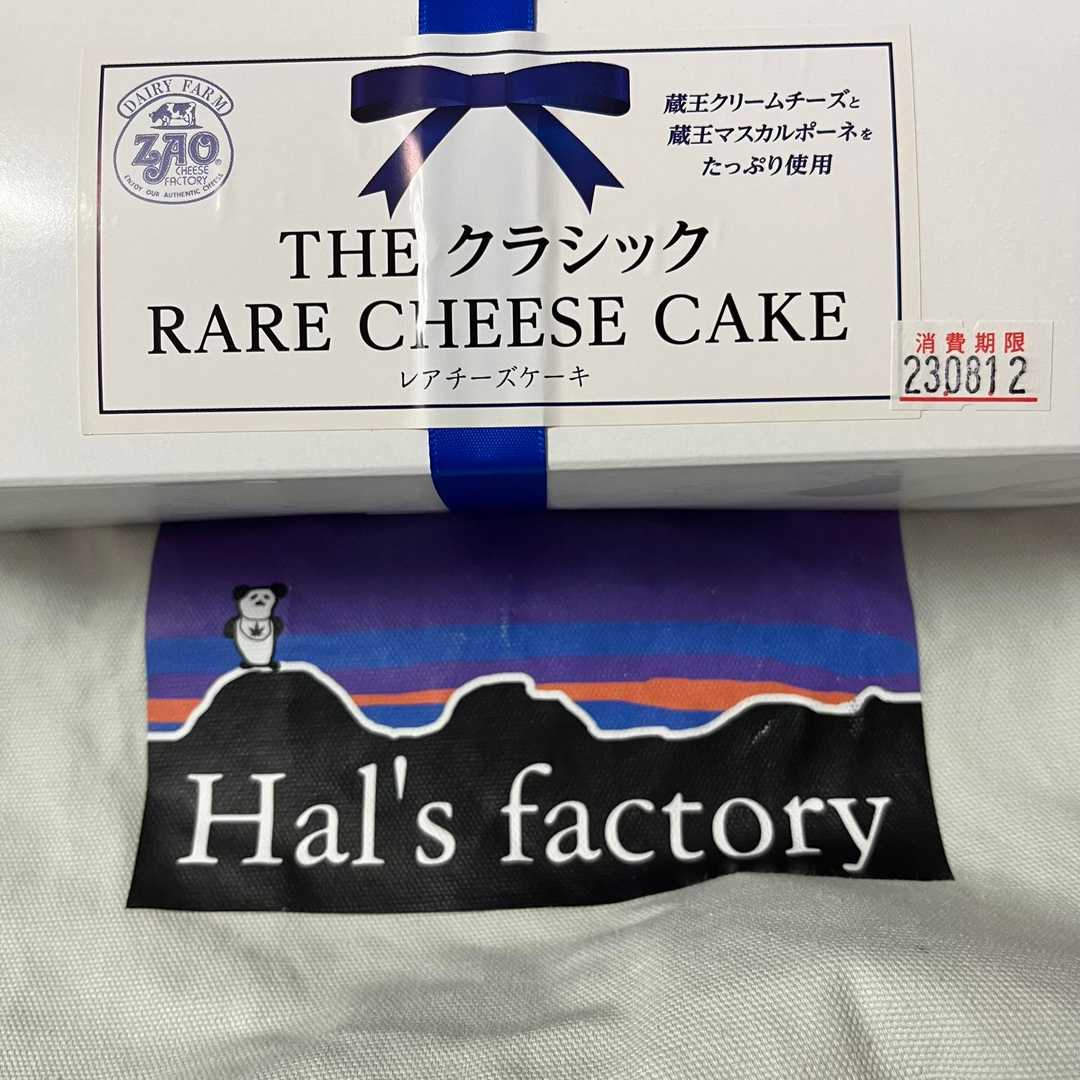 DAIRY FARM
ZAO®
CHEESE
FACTORY
ENJOY OUR AUTHENTIC CHEESE
蔵王クリームチーズと
蔵王マスカルポーネを
たっぷり使用
THE クラシック
RARE CHEESE CAKE
レアチーズケーキ
消費期限
23.08.12
Hal's factory